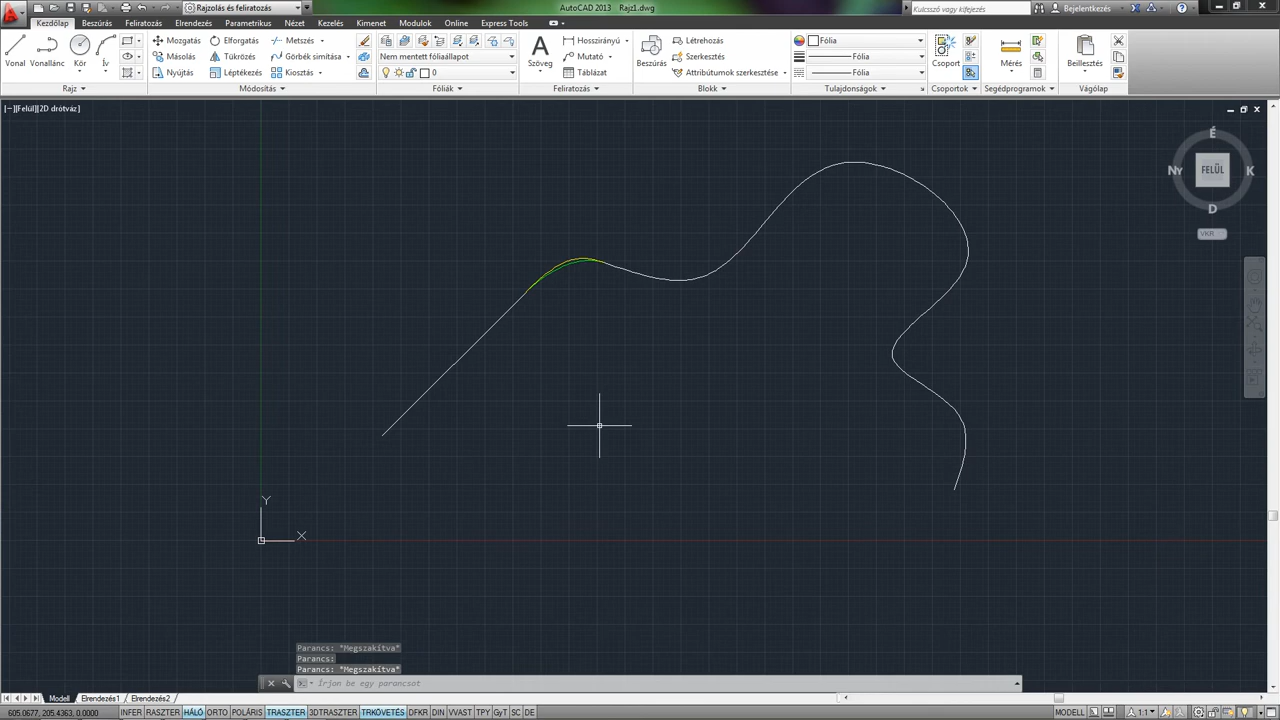 Rajzolás és feliratozás
AutoCAD 2013 Rajz1.dwg
Kulcsszó vagy kifejezés
Bejelentkezés
Kezdőlap Beszúrás Feliratozás Elrendezés Parametrikus Nézet Kezelés Kimenet Modulok Online Express Tools
Vonal Vonallánc Kör Ív
Mozgatás Elforgatás Metszés
Másolás Tükrözés Górbék simítása
Nyújtás Léptékezés Kiosztás
Nem mentett fóliaállapot
0
Szöveg
Hosszirányú
Mutató
Táblázat
Beszúrás
Létrehozás
Szerkesztés
Attribútumok szerkesztése
Fólia
Fólia
Fólia
Csoport
Mérés
Beillesztés
Rajz Módosítás Fóliák Feliratozás Blokk Tulajdonságok Csoportok Segédprogramok Vágólap
[−][Felül][2D drótváz]
É
NY FELÜL K
D
VKR
Y
X
Parancs: *Megszakítva*
Parancs:
Parancs: *Megszakítva*
Írjon be egy parancsot
Modell Elrendezés1 Elrendezés2
605.0677, 205.4363, 0.0000 INFER RASZTER HÁLÓ ORTO POLÁRIS TRASZTER 3DTRASZTER TRKÖVETÉS DFKR DIN VVAST TPY GyT SC DE MODELL 1:1